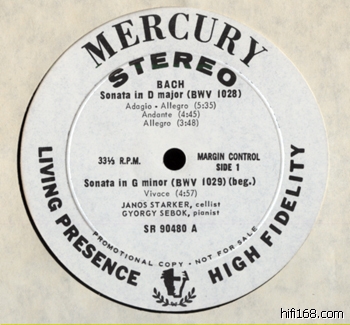 MERCURY
STEREO
BACH
Sonata in D major (BWV 1028)
Adagio - Allegro (5:35)
Andante (4:45)
Allegro (3:48)
33⅓ R.P.M.
MARGIN CONTROL
SIDE 1
Sonata in G minor (BWV 1029) (beg.)
Vivace (4:57)
JANOS STARKER, cellist
GYORGY SEBOK, pianist
SR 90480 A
PROMOTIONAL COPY • NOT FOR SALE
LIVING PRESENCE
HIGH FIDELITY
hifi168.com